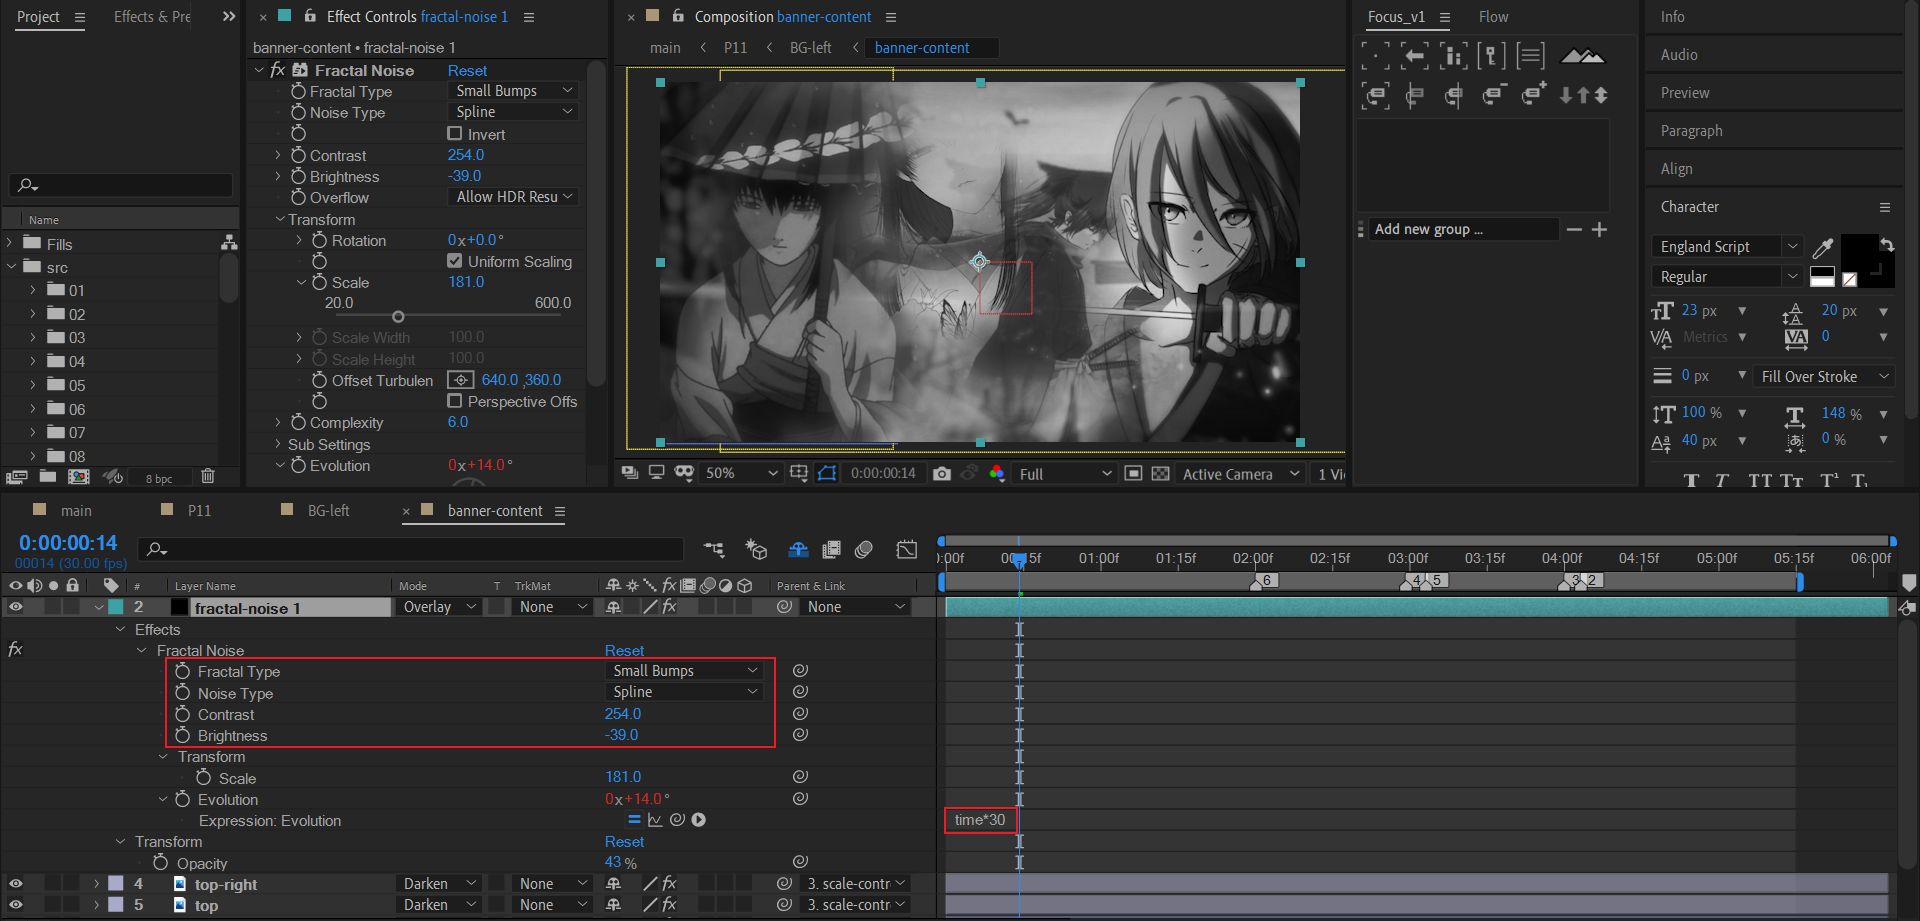 Project
Effects & Pre
Effect Controls fractal-noise 1
banner-content • fractal-noise 1
Fractal Noise Reset
Fractal Type Small Bumps
Noise Type Spline
Invert
Contrast 254.0
Brightness -39.0
Overflow Allow HDR Resu
Transform
Rotation 0x+0.0°
Uniform Scaling
Scale 181.0
20.0 600.0
Scale Width 100.0
Scale Height 100.0
Offset Turbulen 640.0,360.0
Perspective Offs
Complexity 6.0
Sub Settings
Evolution 0x+14.0°
Name
Fills
src
01
02
03
04
05
06
07
08
8 bpc
Composition banner-content
main P11 BG-left banner-content
50% 0:00:00:14 Full Active Camera 1 Vi
Focus_v1 Flow
Add new group ...
Info
Audio
Preview
Paragraph
Align
Character
England Script
Regular
23 px 20 px
Metrics 0
0 px Fill Over Stroke
100 % 148 %
40 px 0 %
main P11 BG-left banner-content
0:00:00:14
00014 (30.00 fps)
# Layer Name Mode T TrkMat Parent & Link
):00f 00:15f 01:00f 01:15f 02:00f 02:15f 03:00f 03:15f 04:00f 04:15f 05:00f 05:15f 06:00f
6 4 5 3 2
2 fractal-noise 1 Overlay None None
Effects
Fractal Noise Reset
Fractal Type Small Bumps
Noise Type Spline
Contrast 254.0
Brightness -39.0
Transform
Scale 181.0
Evolution 0x+14.0°
Expression: Evolution time*30
Transform Reset
Opacity 43 %
4 top-right Darken None 3. scale-contr
5 top Darken None 3. scale-contr